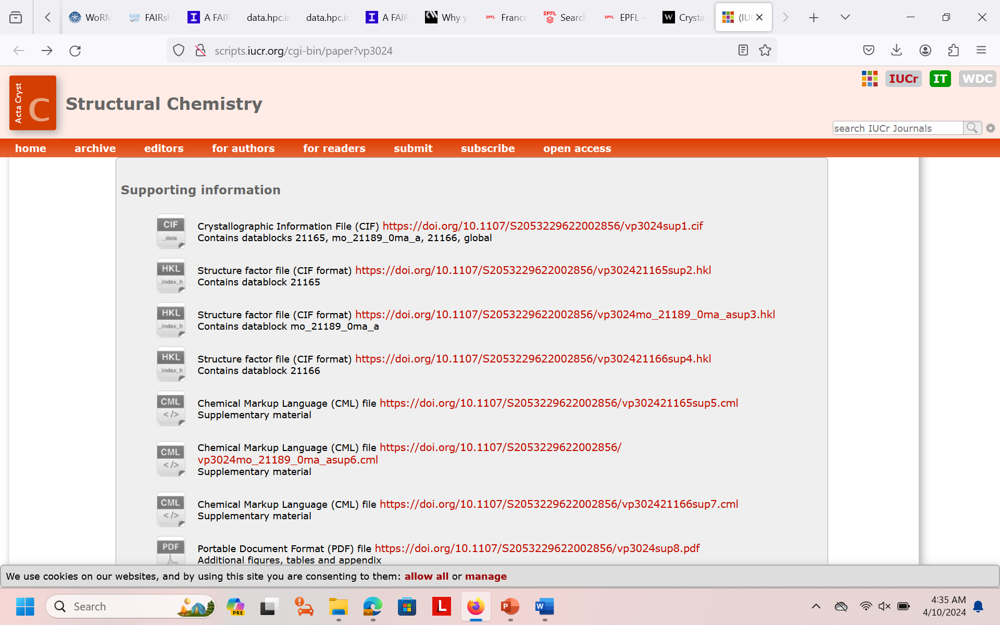 WoRM
FAIRsh
A FAIR
data.hpc.im
data.hpc.im
A FAIR
Why y
EPFL France
EPFL Search
EPFL EPFL -
W Crysta
(IUC
scripts.iucr.org/cgi-bin/paper?vp3024
IUCr IT WDC
Acta Cryst C
Structural Chemistry
search IUCr Journals
home archive editors for authors for readers submit subscribe open access
Supporting information
CIF
_data
Crystallographic Information File (CIF) https://doi.org/10.1107/S2053229622002856/vp3024sup1.cif
Contains datablocks 21165, mo_21189_0ma_a, 21166, global
HKL
_index_h
Structure factor file (CIF format) https://doi.org/10.1107/S2053229622002856/vp302421165sup2.hkl
Contains datablock 21165
HKL
_index_h
Structure factor file (CIF format) https://doi.org/10.1107/S2053229622002856/vp3024mo_21189_0ma_asup3.hkl
Contains datablock mo_21189_0ma_a
HKL
_index_h
Structure factor file (CIF format) https://doi.org/10.1107/S2053229622002856/vp302421166sup4.hkl
Contains datablock 21166
CML
</>
Chemical Markup Language (CML) file https://doi.org/10.1107/S2053229622002856/vp302421165sup5.cml
Supplementary material
CML
</>
Chemical Markup Language (CML) file https://doi.org/10.1107/S2053229622002856/
vp3024mo_21189_0ma_asup6.cml
Supplementary material
CML
</>
Chemical Markup Language (CML) file https://doi.org/10.1107/S2053229622002856/vp302421166sup7.cml
Supplementary material
PDF
Portable Document Format (PDF) file https://doi.org/10.1107/S2053229622002856/vp3024sup8.pdf
Additional figures, tables and appendix
We use cookies on our websites, and by using this site you are consenting to them: allow all or manage
Search
PRE
L
P
W
4:35 AM
4/10/2024